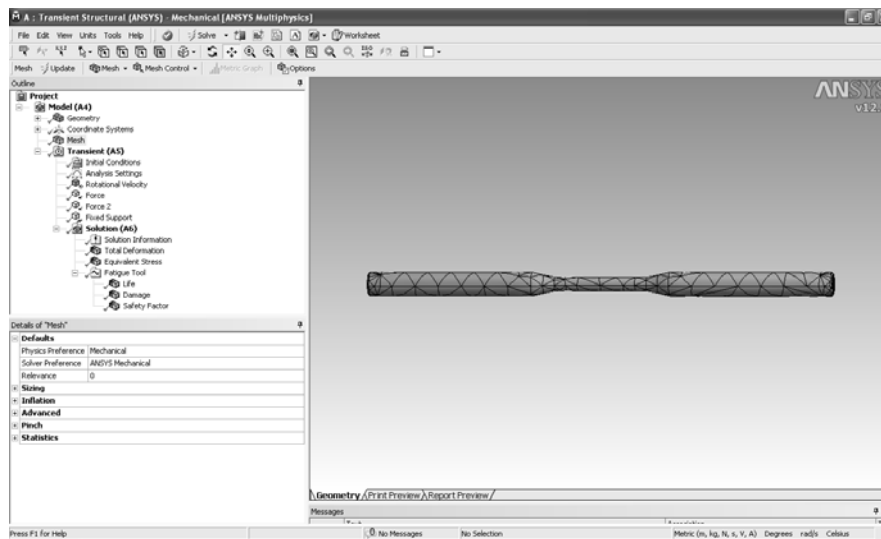 A : Transient Structural (ANSYS) - Mechanical [ANSYS Multiphysics]
File Edit View Units Tools Help Solve Worksheet
Mesh Update Mesh Mesh Control Metric Graph Options
Outline
Project
Model (A4)
Geometry
Coordinate Systems
Mesh
Transient (A5)
Initial Conditions
Analysis Settings
Rotational Velocity
Force
Force 2
Fixed Support
Solution (A6)
Solution Information
Total Deformation
Equivalent Stress
Fatigue Tool
Life
Damage
Safety Factor
ANSYS
v12.
Details of "Mesh"
Defaults
Physics Preference Mechanical
Solver Preference ANSYS Mechanical
Relevance 0
Sizing
Inflation
Advanced
Pinch
Statistics
Geometry Print Preview Report Preview
Messages
Press F1 for Help No Messages No Selection Metric (m, kg, N, s, V, A) Degrees rad/s Celsius